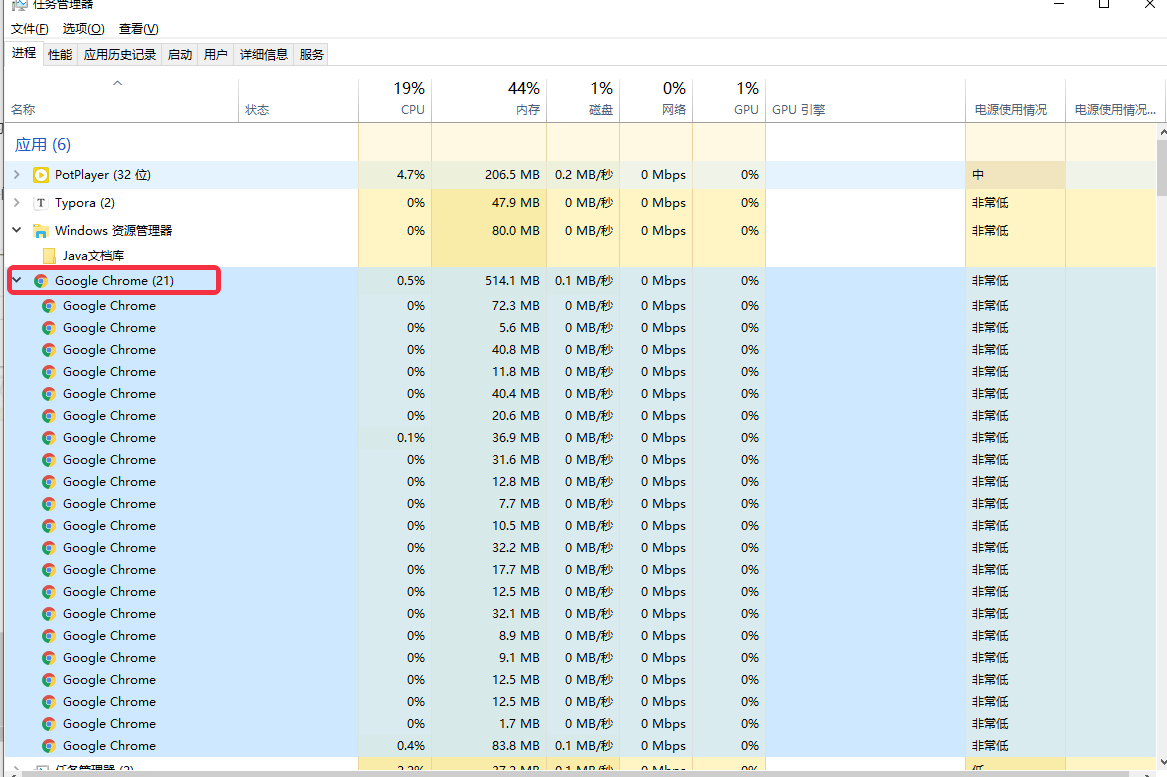 任务管理器
文件(F) 选项(O) 查看(V)
进程 性能 应用历史记录 启动 用户 详细信息 服务
19% 44% 1% 0% 1%
名称 状态 CPU 内存 磁盘 网络 GPU GPU 引擎 电源使用情况 电源使用情况...
应用 (6)
PotPlayer (32 位) 4.7% 206.5 MB 0.2 MB/秒 0 Mbps 0% 中
Typora (2) 0% 47.9 MB 0 MB/秒 0 Mbps 0% 非常低
Windows 资源管理器 0% 80.0 MB 0 MB/秒 0 Mbps 0% 非常低
Java文档库
Google Chrome (21) 0.5% 514.1 MB 0.1 MB/秒 0 Mbps 0% 非常低
Google Chrome 0% 72.3 MB 0 MB/秒 0 Mbps 0% 非常低
Google Chrome 0% 5.6 MB 0 MB/秒 0 Mbps 0% 非常低
Google Chrome 0% 40.8 MB 0 MB/秒 0 Mbps 0% 非常低
Google Chrome 0% 11.8 MB 0 MB/秒 0 Mbps 0% 非常低
Google Chrome 0% 40.4 MB 0 MB/秒 0 Mbps 0% 非常低
Google Chrome 0% 20.6 MB 0 MB/秒 0 Mbps 0% 非常低
Google Chrome 0.1% 36.9 MB 0 MB/秒 0 Mbps 0% 非常低
Google Chrome 0% 31.6 MB 0 MB/秒 0 Mbps 0% 非常低
Google Chrome 0% 12.8 MB 0 MB/秒 0 Mbps 0% 非常低
Google Chrome 0% 7.7 MB 0 MB/秒 0 Mbps 0% 非常低
Google Chrome 0% 10.5 MB 0 MB/秒 0 Mbps 0% 非常低
Google Chrome 0% 32.2 MB 0 MB/秒 0 Mbps 0% 非常低
Google Chrome 0% 17.7 MB 0 MB/秒 0 Mbps 0% 非常低
Google Chrome 0% 12.5 MB 0 MB/秒 0 Mbps 0% 非常低
Google Chrome 0% 32.1 MB 0 MB/秒 0 Mbps 0% 非常低
Google Chrome 0% 8.9 MB 0 MB/秒 0 Mbps 0% 非常低
Google Chrome 0% 9.1 MB 0 MB/秒 0 Mbps 0% 非常低
Google Chrome 0% 12.5 MB 0 MB/秒 0 Mbps 0% 非常低
Google Chrome 0% 12.5 MB 0 MB/秒 0 Mbps 0% 非常低
Google Chrome 0% 1.7 MB 0 MB/秒 0 Mbps 0% 非常低
Google Chrome 0.4% 83.8 MB 0.1 MB/秒 0 Mbps 0% 非常低
任务管理器 (2) 0.1 MB/秒 0 Mbps 0% 低